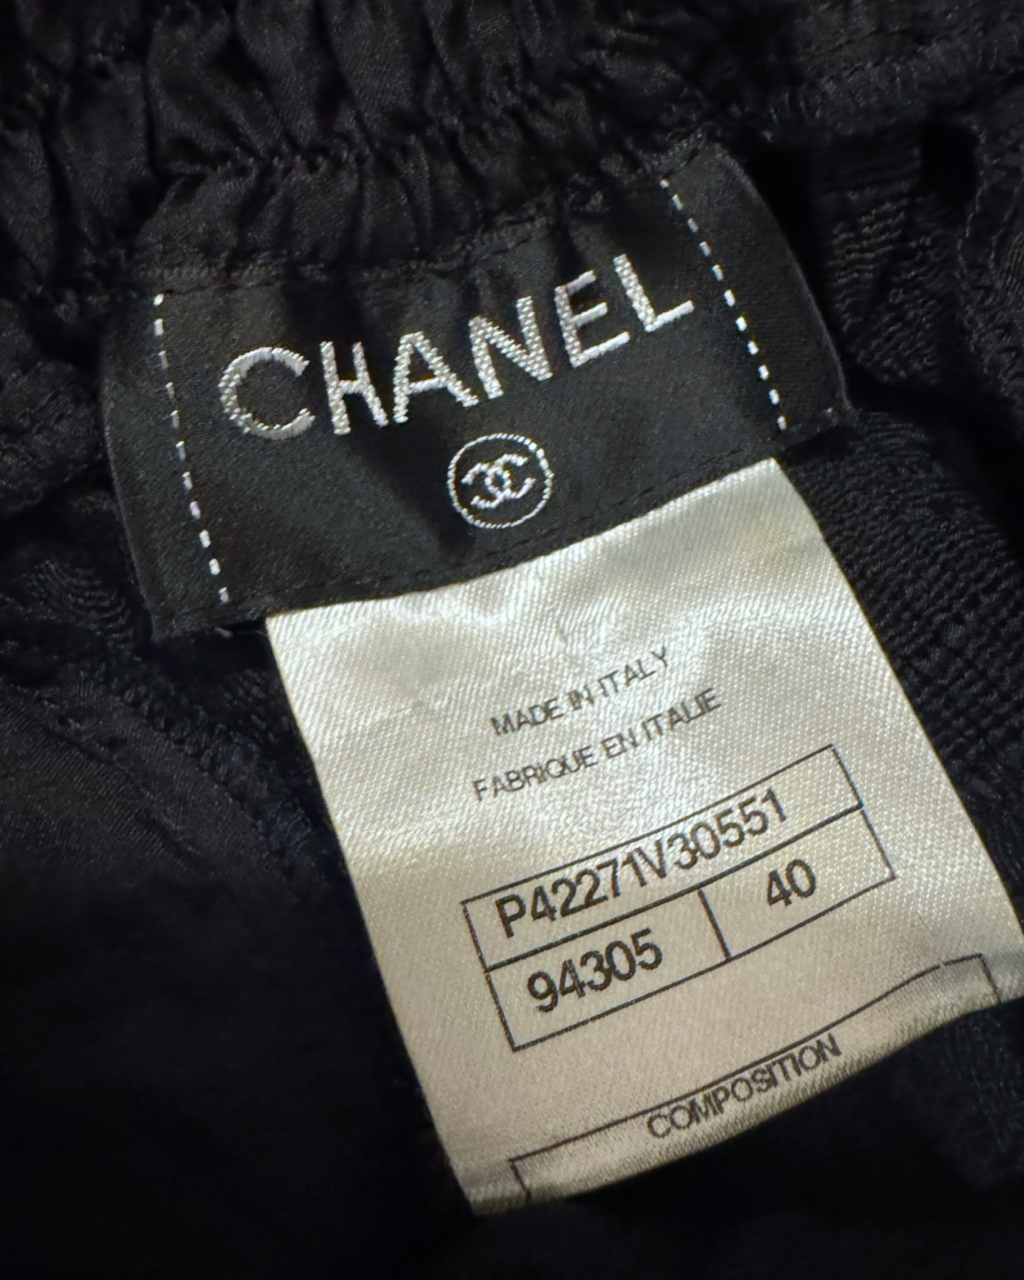 CHANEL
MADE IN ITALY
FABRIQUE EN ITALIE
P42271V30551
94305 40
COMPOSITION